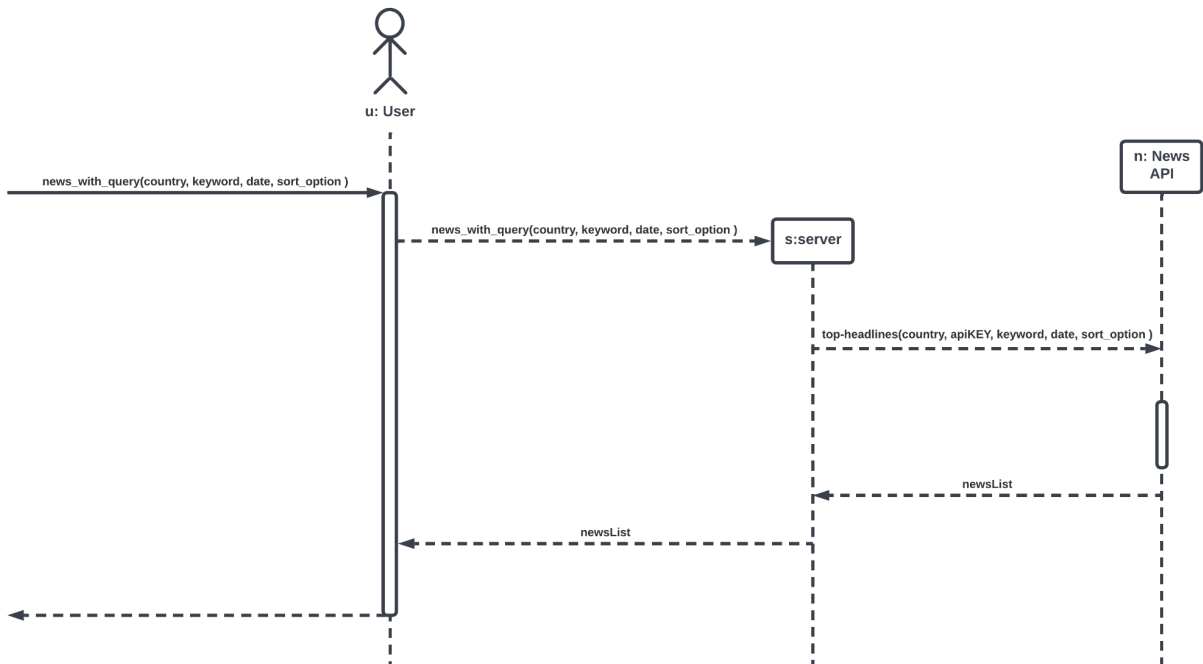 u: User
n: News
API
news_with_query(country, keyword, date, sort_option )
news_with_query(country, keyword, date, sort_option )
s:server
top-headlines(country, apiKEY, keyword, date, sort_option )
newsList
newsList